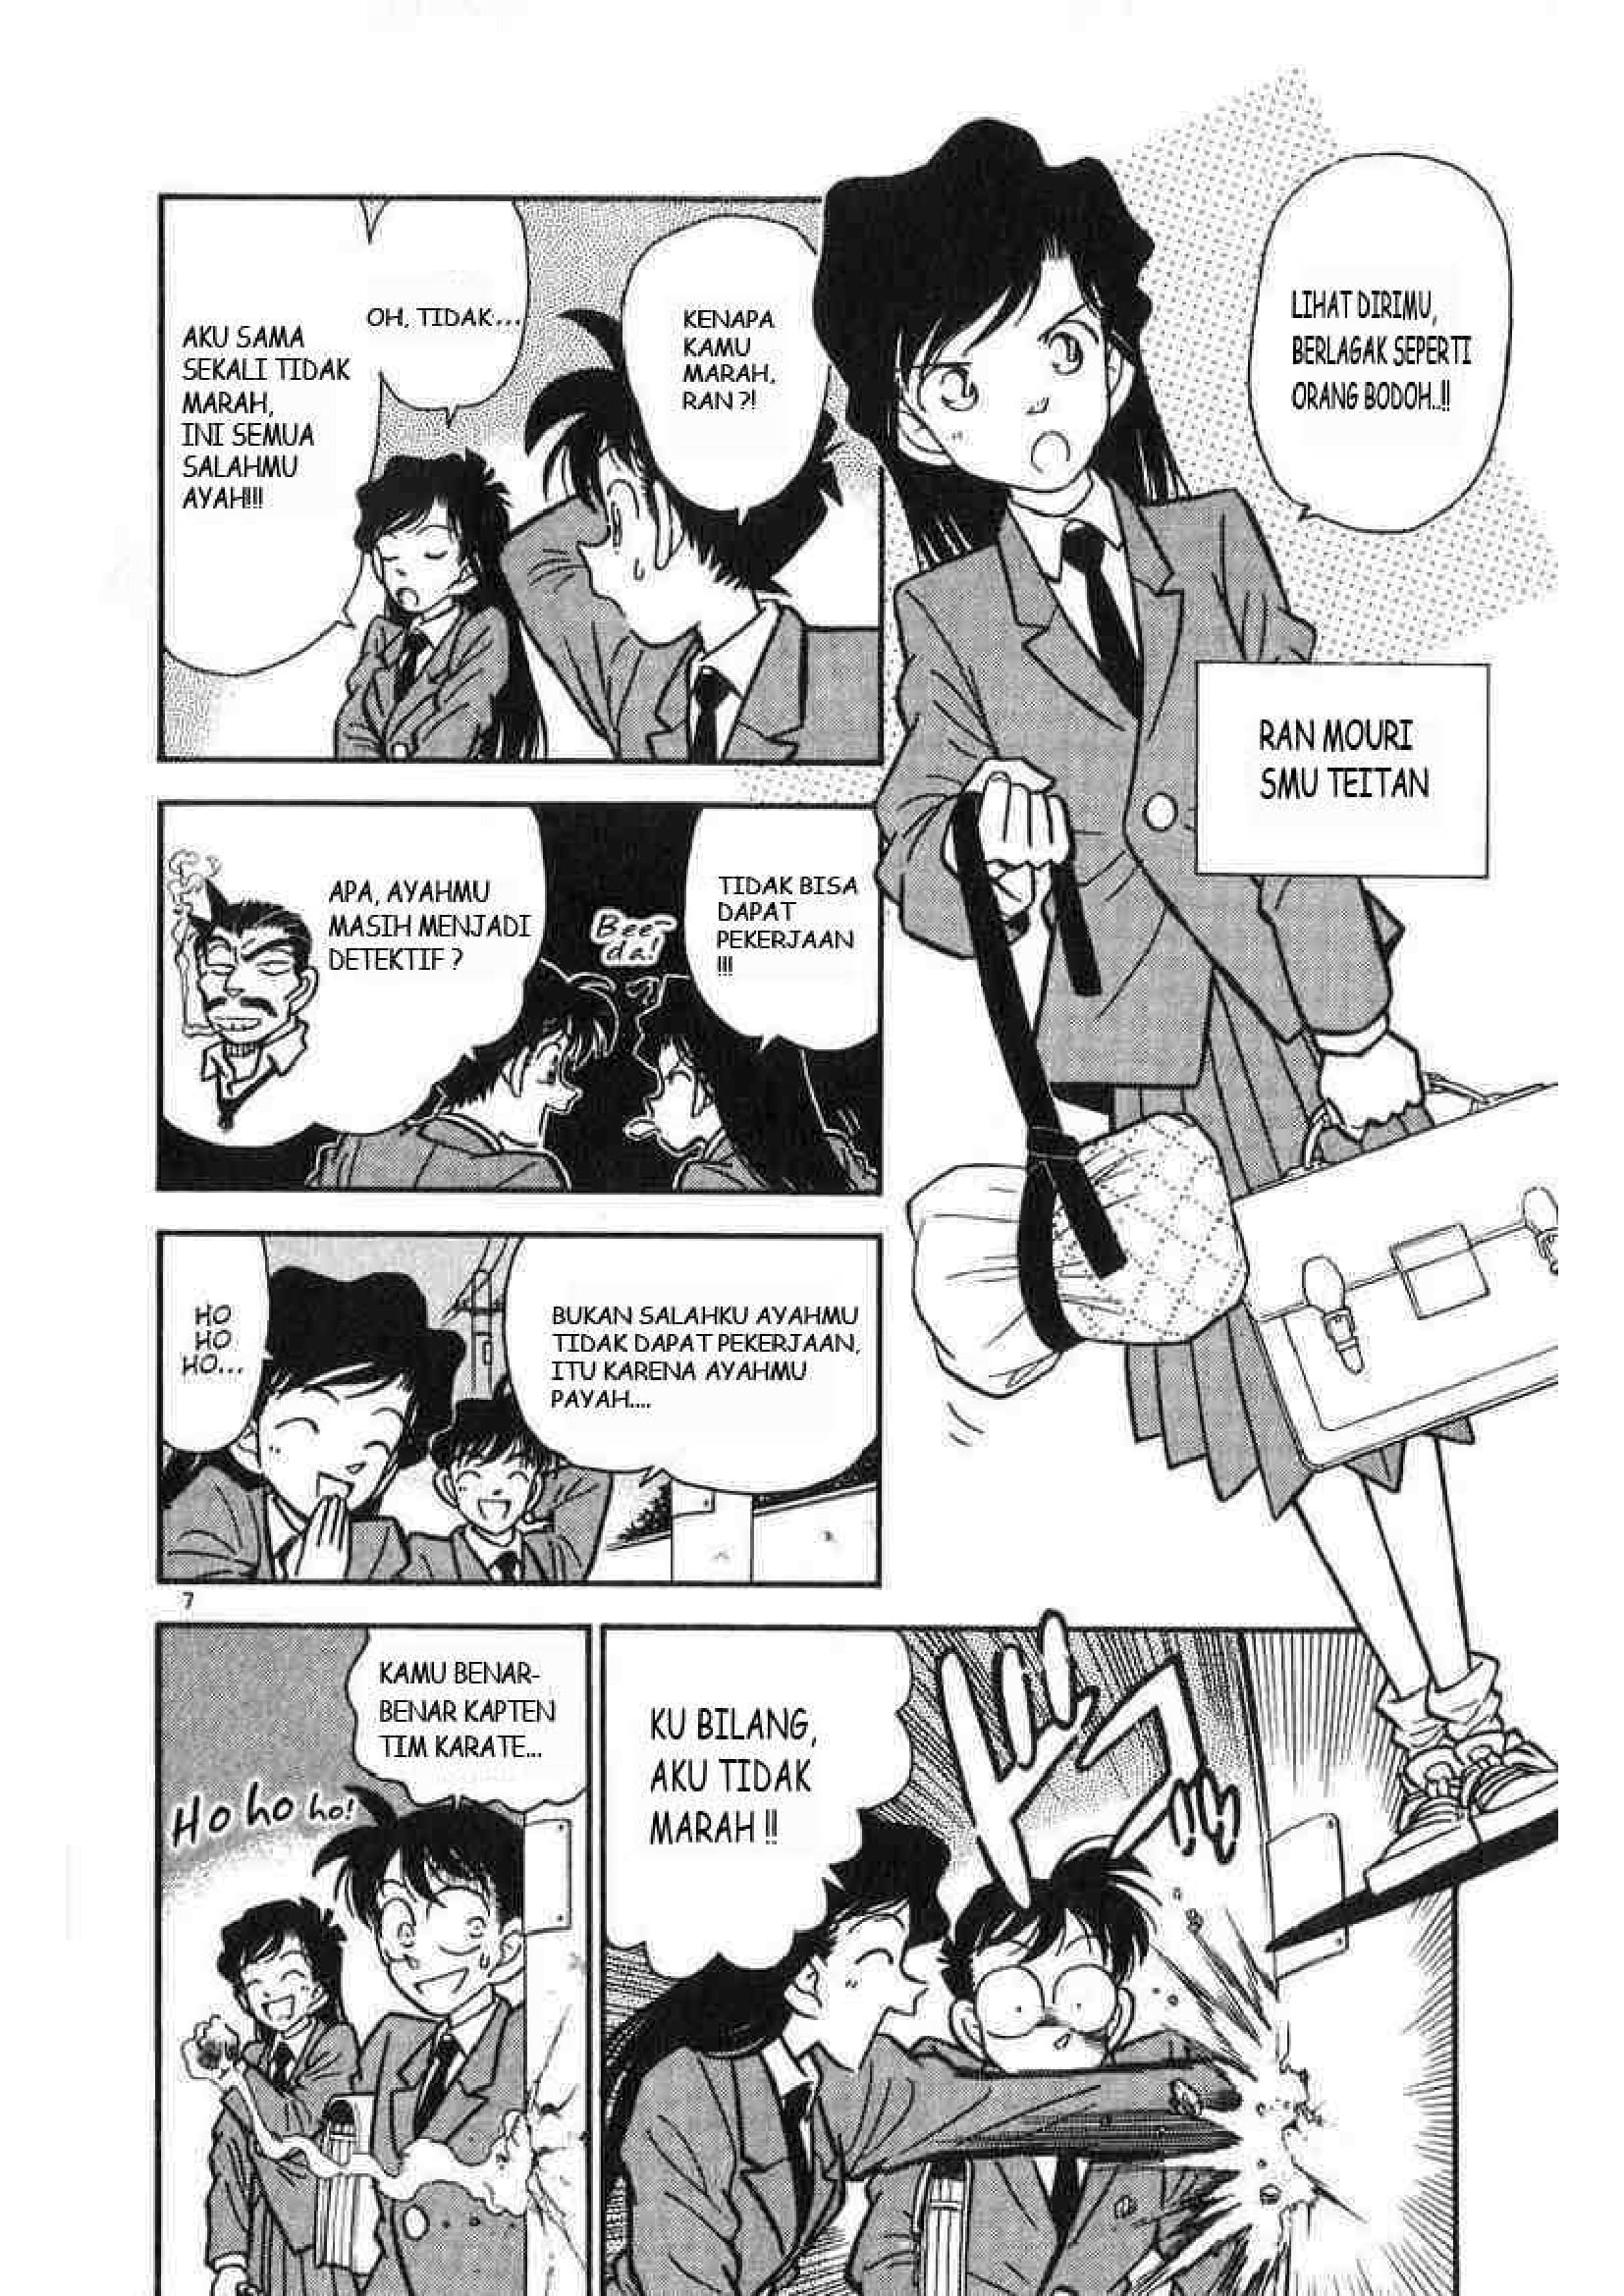 LIHAT DIRIMU,
BERLAGAK SEPERTI
ORANG BODOH..!!
RAN MOURI
SMU TEITAN
KENAPA
KAMU
MARAH,
RAN ?!
OH, TIDAK...
AKU SAMA
SEKALI TIDAK
MARAH,
INI SEMUA
SALAHMU
AYAH!!!
TIDAK BISA
DAPAT
PEKERJAAN
!!!
Bee-
da!
APA, AYAHMU
MASIH MENJADI
DETEKTIF ?
BUKAN SALAHKU AYAHMU
TIDAK DAPAT PEKERJAAN,
ITU KARENA AYAHMU
PAYAH....
HO
HO
HO...
7
KU BILANG,
AKU TIDAK
MARAH !!
ドゴ
KAMU BENAR-
BENAR KAPTEN
TIM KARATE...
Ho ho ho!